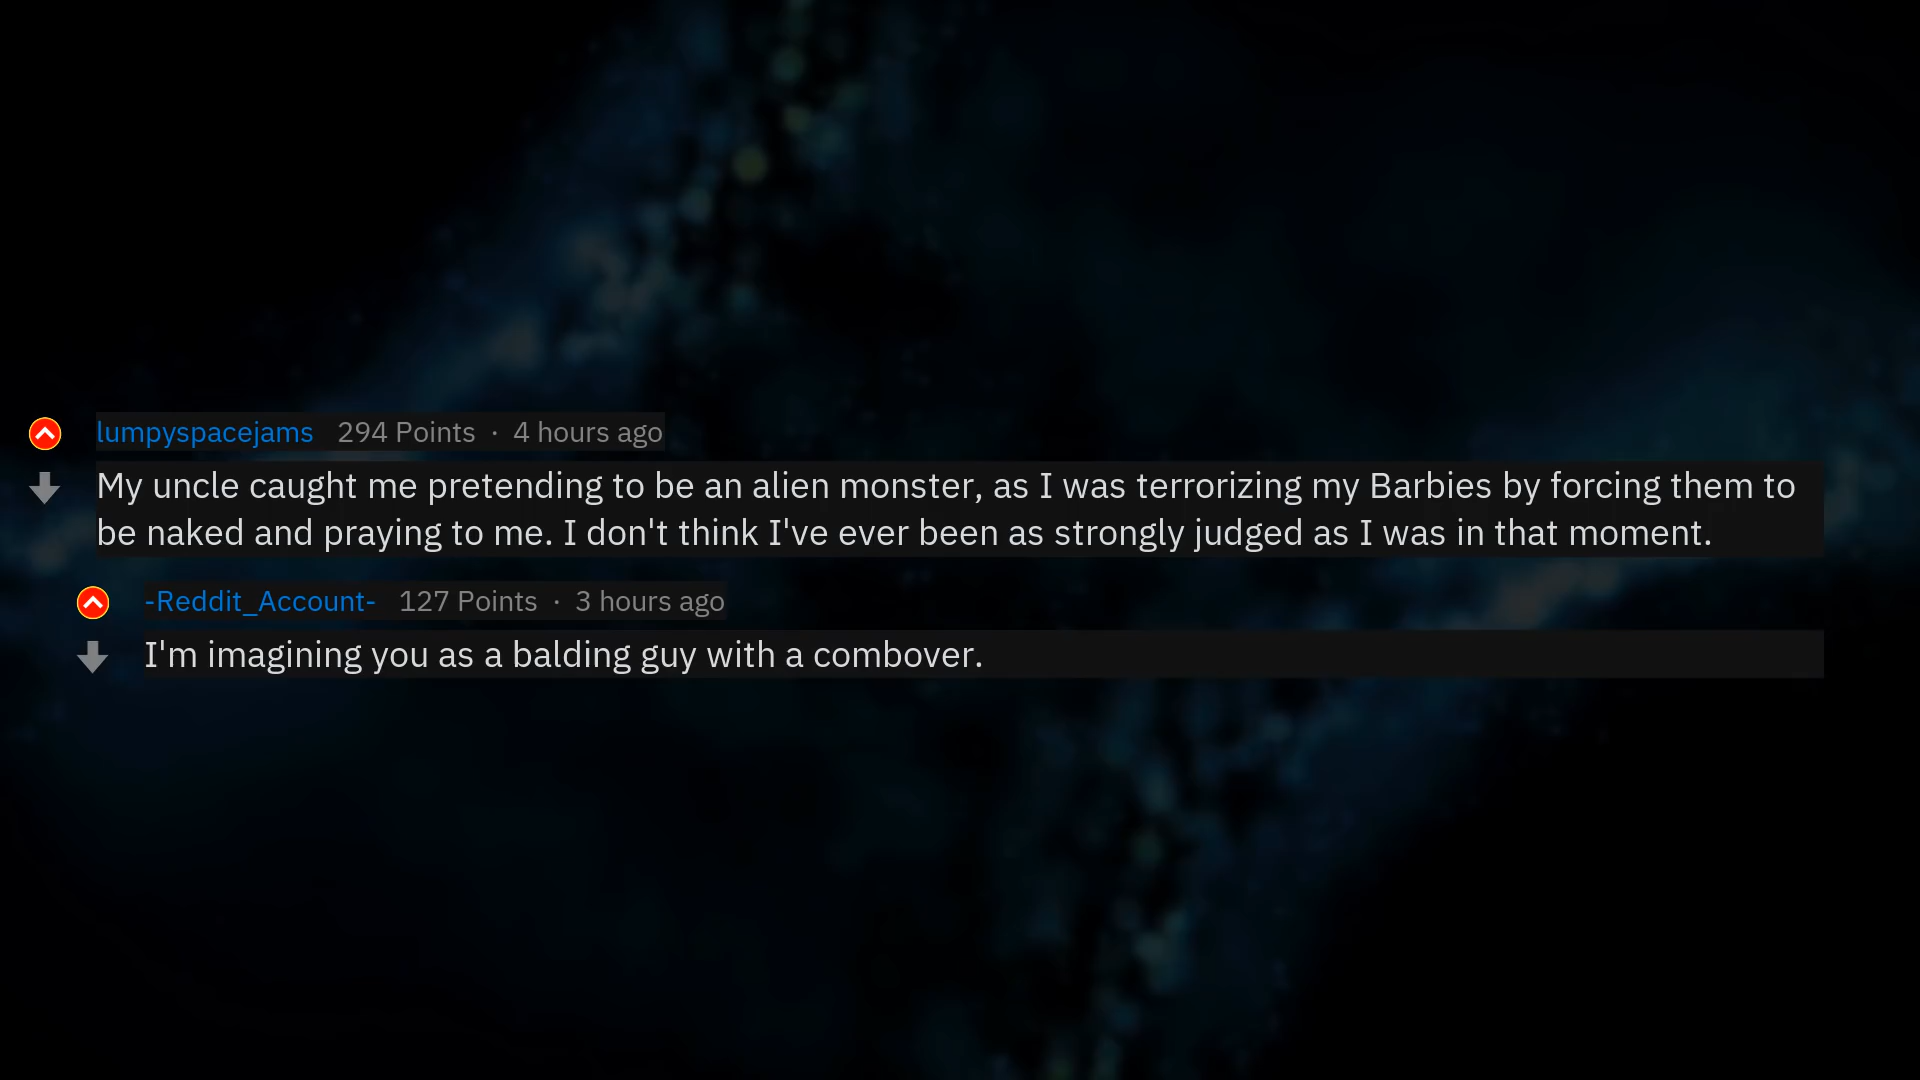 lumpyspacejams 294 Points · 4 hours ago
My uncle caught me pretending to be an alien monster, as I was terrorizing my Barbies by forcing them to
be naked and praying to me. I don't think I've ever been as strongly judged as I was in that moment.
-Reddit_Account- 127 Points · 3 hours ago
I'm imagining you as a balding guy with a combover.